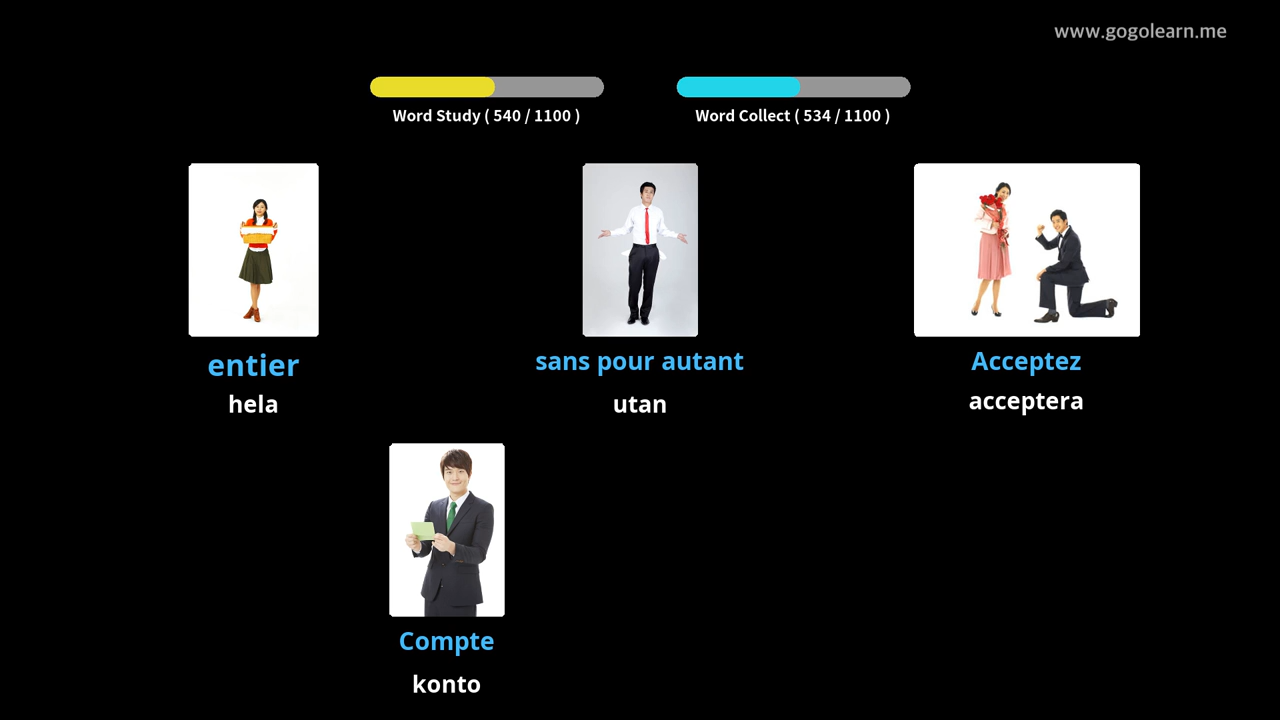 www.gogolearn.me
Word Study ( 540 / 1100 )
Word Collect ( 534 / 1100 )
entier
hela
sans pour autant
utan
Acceptez
acceptera
Compte
konto